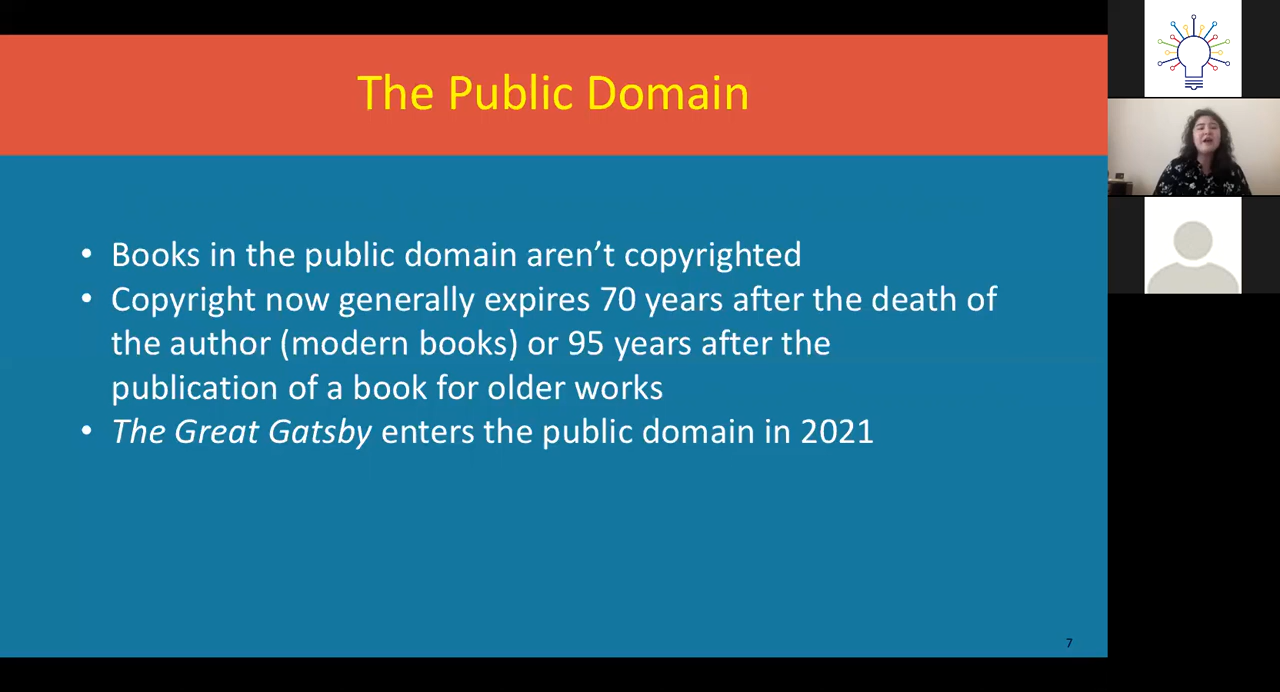 The Public Domain
• Books in the public domain aren’t copyrighted
• Copyright now generally expires 70 years after the death of
the author (modern books) or 95 years after the
publication of a book for older works
• The Great Gatsby enters the public domain in 2021
7